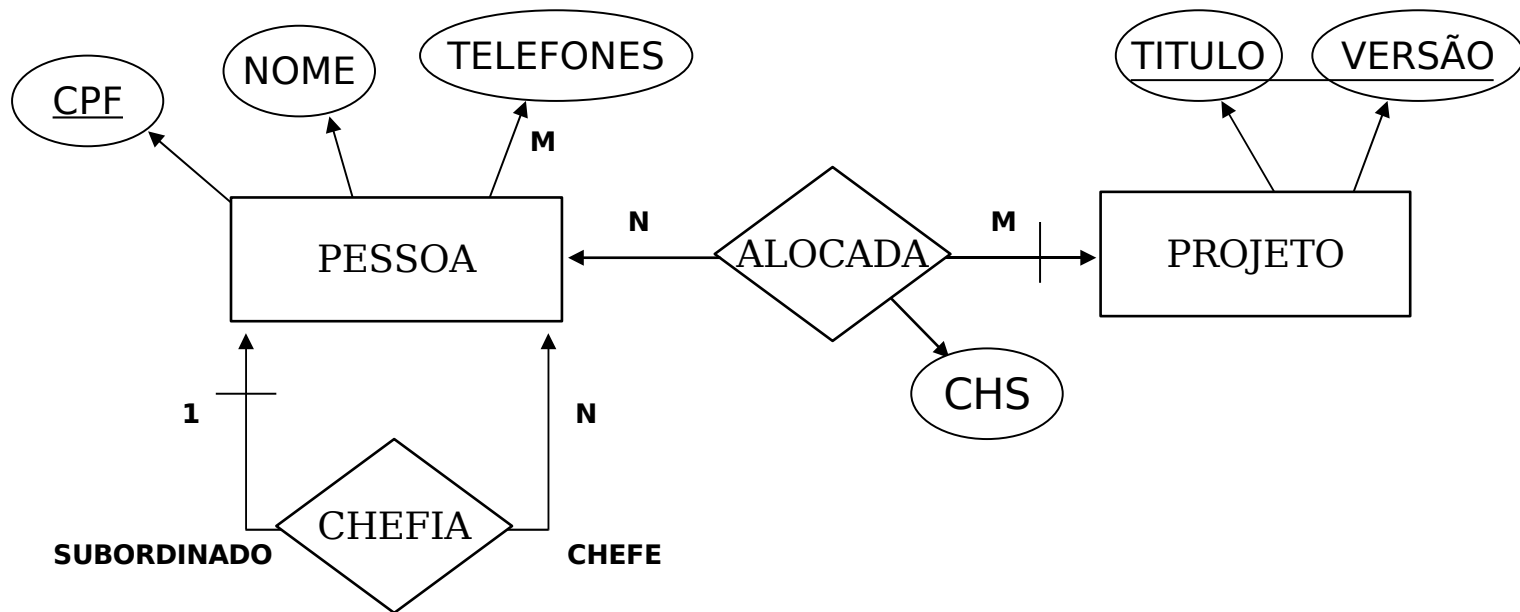 CPF
NOME
TELEFONES
TITULO
VERSÃO
M
PESSOA
N
ALOCADA
M
PROJETO
CHS
1
N
CHEFIA
SUBORDINADO
CHEFE